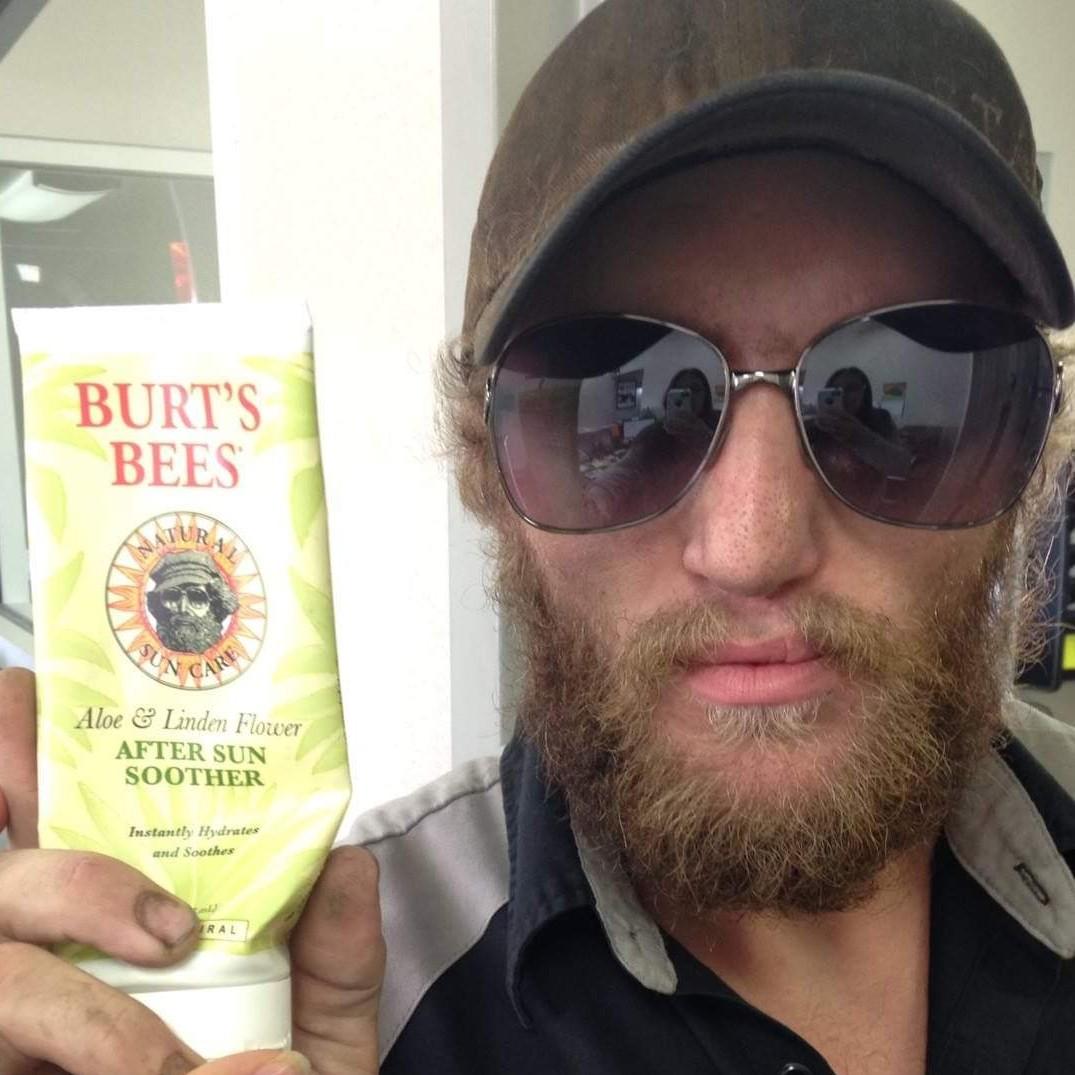 BURT'S
BEES
NATURAL
SUN CARE
Aloe & Linden Flower
AFTER SUN
SOOTHER
Instantly Hydrates
and Soothes